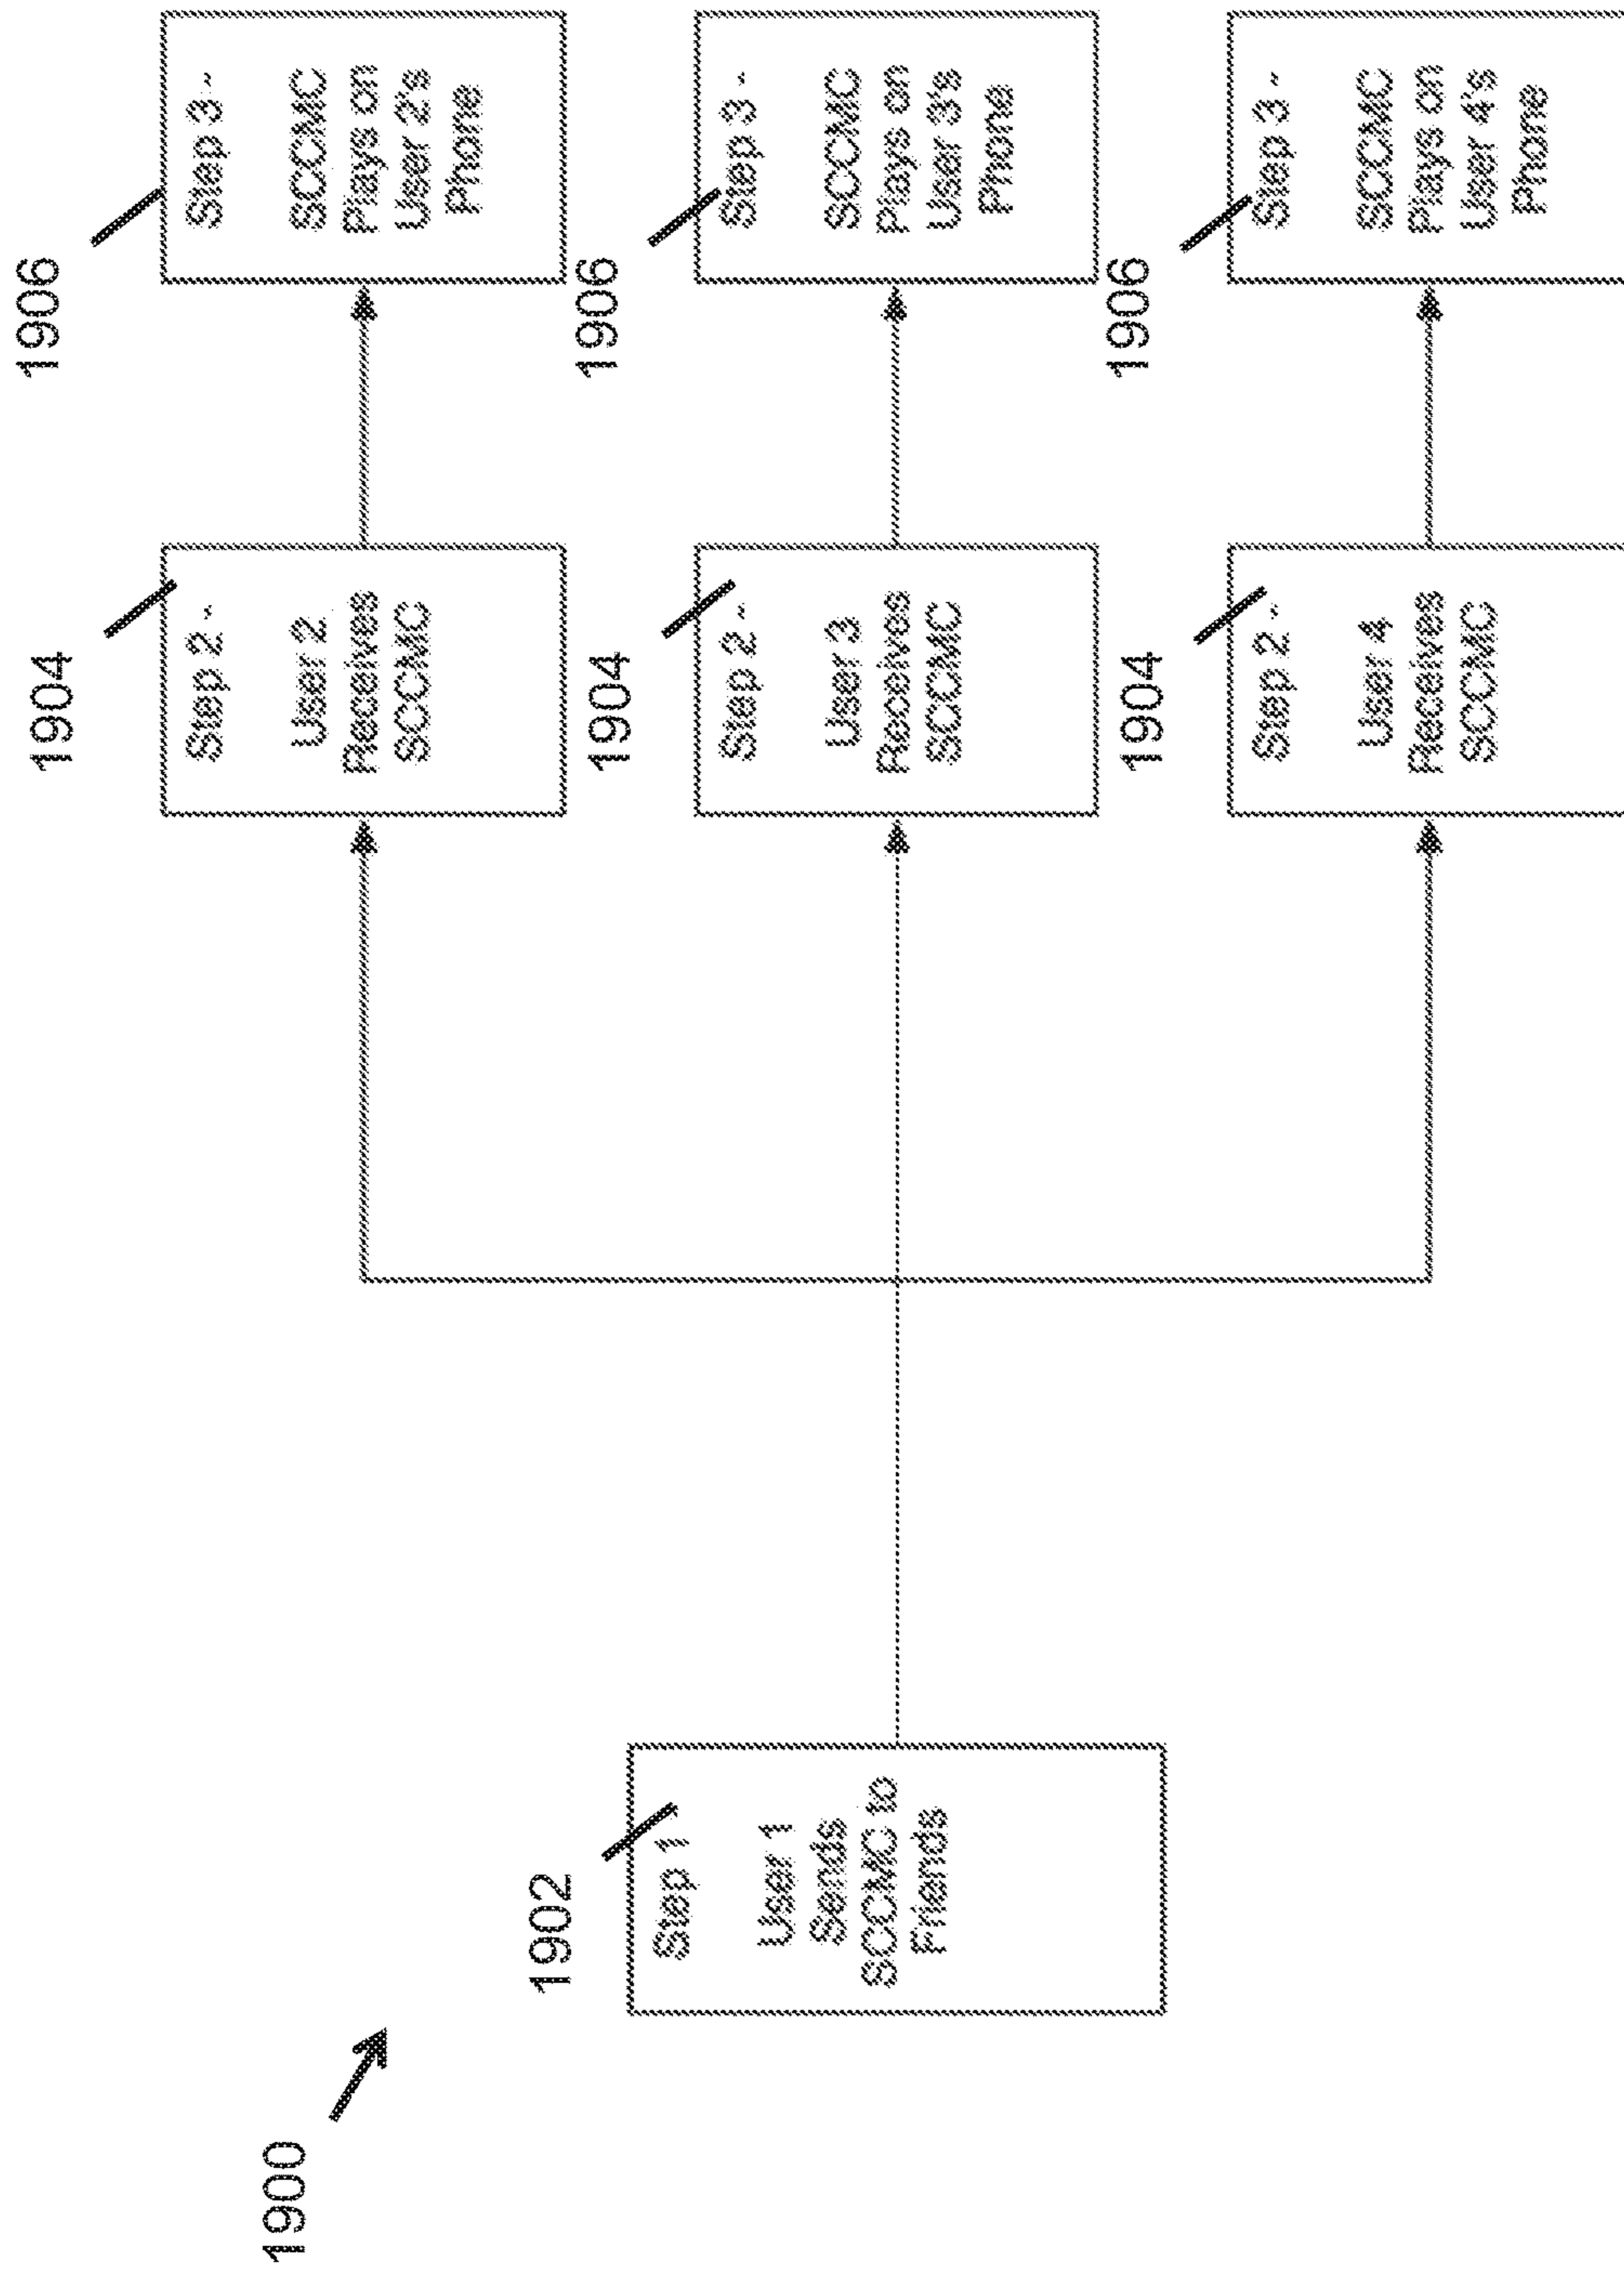 1900
1902
Step 1
User 1
Sends
SCCMC to
Friends
1904
Step 2 -
User 2
Receives
SCCMC
1906
Step 3 -
SCCMC
Plays on
User 2's
Phone
1904
Step 2 -
User 3
Receives
SCCMC
1906
Step 3 -
SCCMC
Plays on
User 3's
Phone
1904
Step 2 -
User 4
Receives
SCCMC
1906
Step 3 -
SCCMC
Plays on
User 4's
Phone